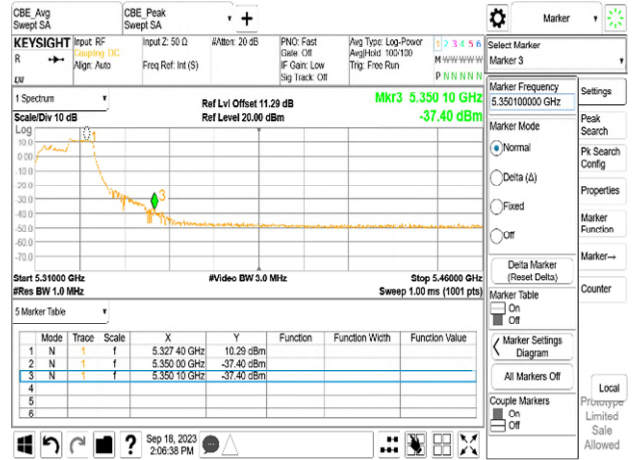 CBE_Avg
Swept SA
CBE_Peak
Swept SA
Marker
KEYSIGHT
R
Input: RF
Coupling: DC
Align: Auto
Input Z: 50 Ω
Freq Ref: Int (S)
#Atten: 20 dB
PNO: Fast
Gate: Off
IF Gain: Low
Sig Track: Off
Avg Type: Log-Power
Avg|Hold: 100/100
Trig: Free Run
1 2 3 4 5 6
M W W W W W
P N N N N N
Select Marker
Marker 3
1 Spectrum
Scale/Div 10 dB
Log
Ref Lvl Offset 11.29 dB
Ref Level 20.00 dBm
Mkr3 5.350 10 GHz
-37.40 dBm
10.0
0.00
-10.0
-20.0
-30.0
-40.0
-50.0
-60.0
-70.0
1
3
Start 5.31000 GHz
#Res BW 1.0 MHz
#Video BW 3.0 MHz
Stop 5.46000 GHz
Sweep 1.00 ms (1001 pts)
5 Marker Table
Mode Trace Scale X Y Function Function Width Function Value
1 N 1 f 5.327 40 GHz 10.29 dBm
2 N 1 f 5.350 00 GHz -37.40 dBm
3 N 1 f 5.350 10 GHz -37.40 dBm
4
5
6
Sep 18, 2023
2:06:38 PM
Marker Frequency
5.350100000 GHz
Marker Mode
Normal
Delta (Δ)
Fixed
Off
Delta Marker
(Reset Delta)
Marker Table
On
Off
Marker Settings
Diagram
All Markers Off
Couple Markers
On
Off
Settings
Peak
Search
Pk Search
Config
Properties
Marker
Function
Marker→
Counter
Local
Prototype
Limited
Sale
Allowed